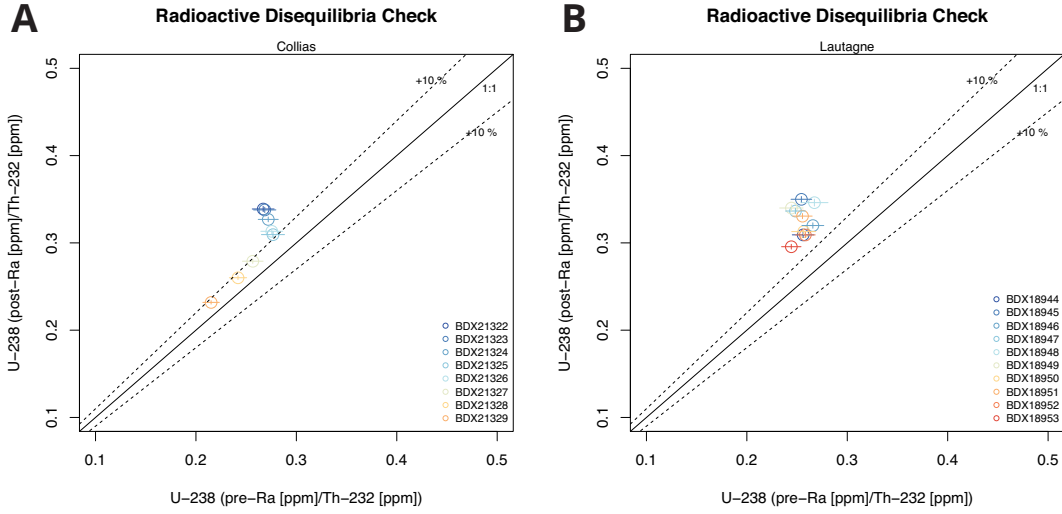 A
Radioactive Disequilibria Check
Collias
U−238 (post−Ra [ppm]/Th−232 [ppm])
0.5
0.4
0.3
0.2
0.1
+10 %
1:1
+10 %
BDX21322
BDX21323
BDX21324
BDX21325
BDX21326
BDX21327
BDX21328
BDX21329
0.1 0.2 0.3 0.4 0.5
U−238 (pre−Ra [ppm]/Th−232 [ppm])
B
Radioactive Disequilibria Check
Lautagne
U−238 (post−Ra [ppm]/Th−232 [ppm])
0.5
0.4
0.3
0.2
0.1
+10 %
1:1
+10 %
BDX18944
BDX18945
BDX18946
BDX18947
BDX18948
BDX18949
BDX18950
BDX18951
BDX18952
BDX18953
0.1 0.2 0.3 0.4 0.5
U−238 (pre−Ra [ppm]/Th−232 [ppm])